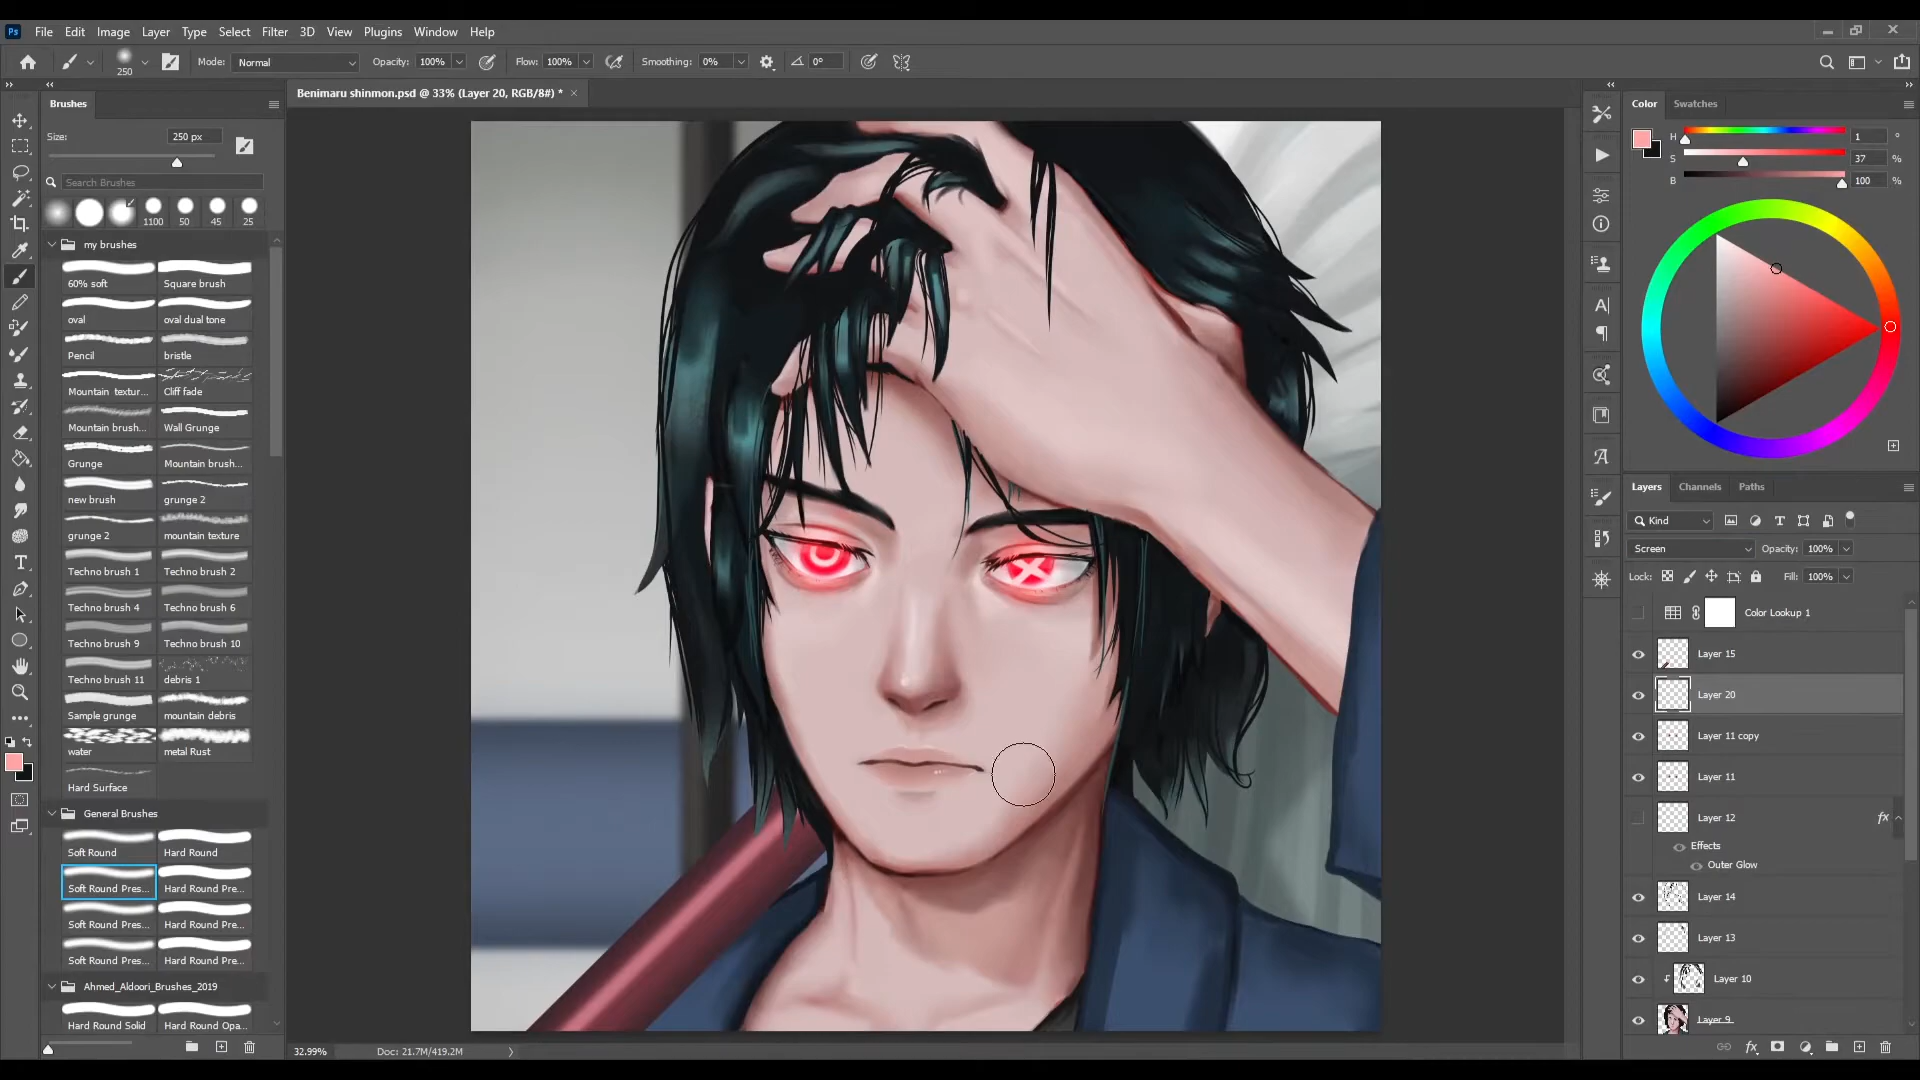 Ps File Edit Image Layer Type Select Filter 3D View Plugins Window Help
250 Mode: Normal Opacity: 100% Flow: 100% Smoothing: 0% 0°
Benimaru shinmon.psd @ 33% (Layer 20, RGB/8#) * ×
Brushes
Size: 250 px
Search Brushes
1100 50 45 25
my brushes
60% soft Square brush
oval oval dual tone
Pencil bristle
Mountain textur... Cliff fade
Mountain brush... Wall Grunge
Grunge Mountain brush...
new brush grunge 2
grunge 2 mountain texture
Techno brush 1 Techno brush 2
Techno brush 4 Techno brush 6
Techno brush 9 Techno brush 10
Techno brush 11 debris 1
Sample grunge mountain debris
water metal Rust
Hard Surface
General Brushes
Soft Round Hard Round
Soft Round Pres... Hard Round Pre...
Soft Round Pres... Hard Round Pre...
Soft Round Pres... Hard Round Pre...
Ahmed_Aldoori_Brushes_2019
Hard Round Solid Hard Round Opa...
32.99% Doc: 21.7M/419.2M
Color Swatches
H 1 °
S 37 %
B 100 %
Layers Channels Paths
Kind
Screen Opacity: 100%
Lock: Fill: 100%
Color Lookup 1
Layer 15
Layer 20
Layer 11 copy
Layer 11
Layer 12 fx
Effects
Outer Glow
Layer 14
Layer 13
Layer 10
Layer 9
fx